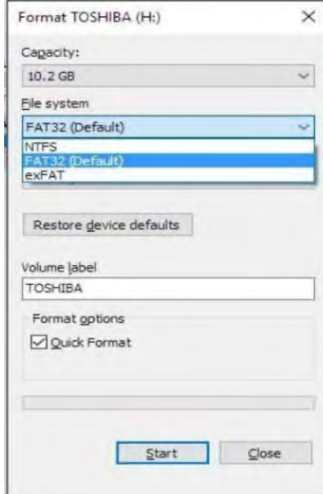 Format TOSHIBA (H:)
Capacity:
10.2 GB
File system
FAT32 (Default)
NTFS
FAT32 (Default)
exFAT
Restore device defaults
Volume label
TOSHIBA
Format options
Quick Format
Start
Close